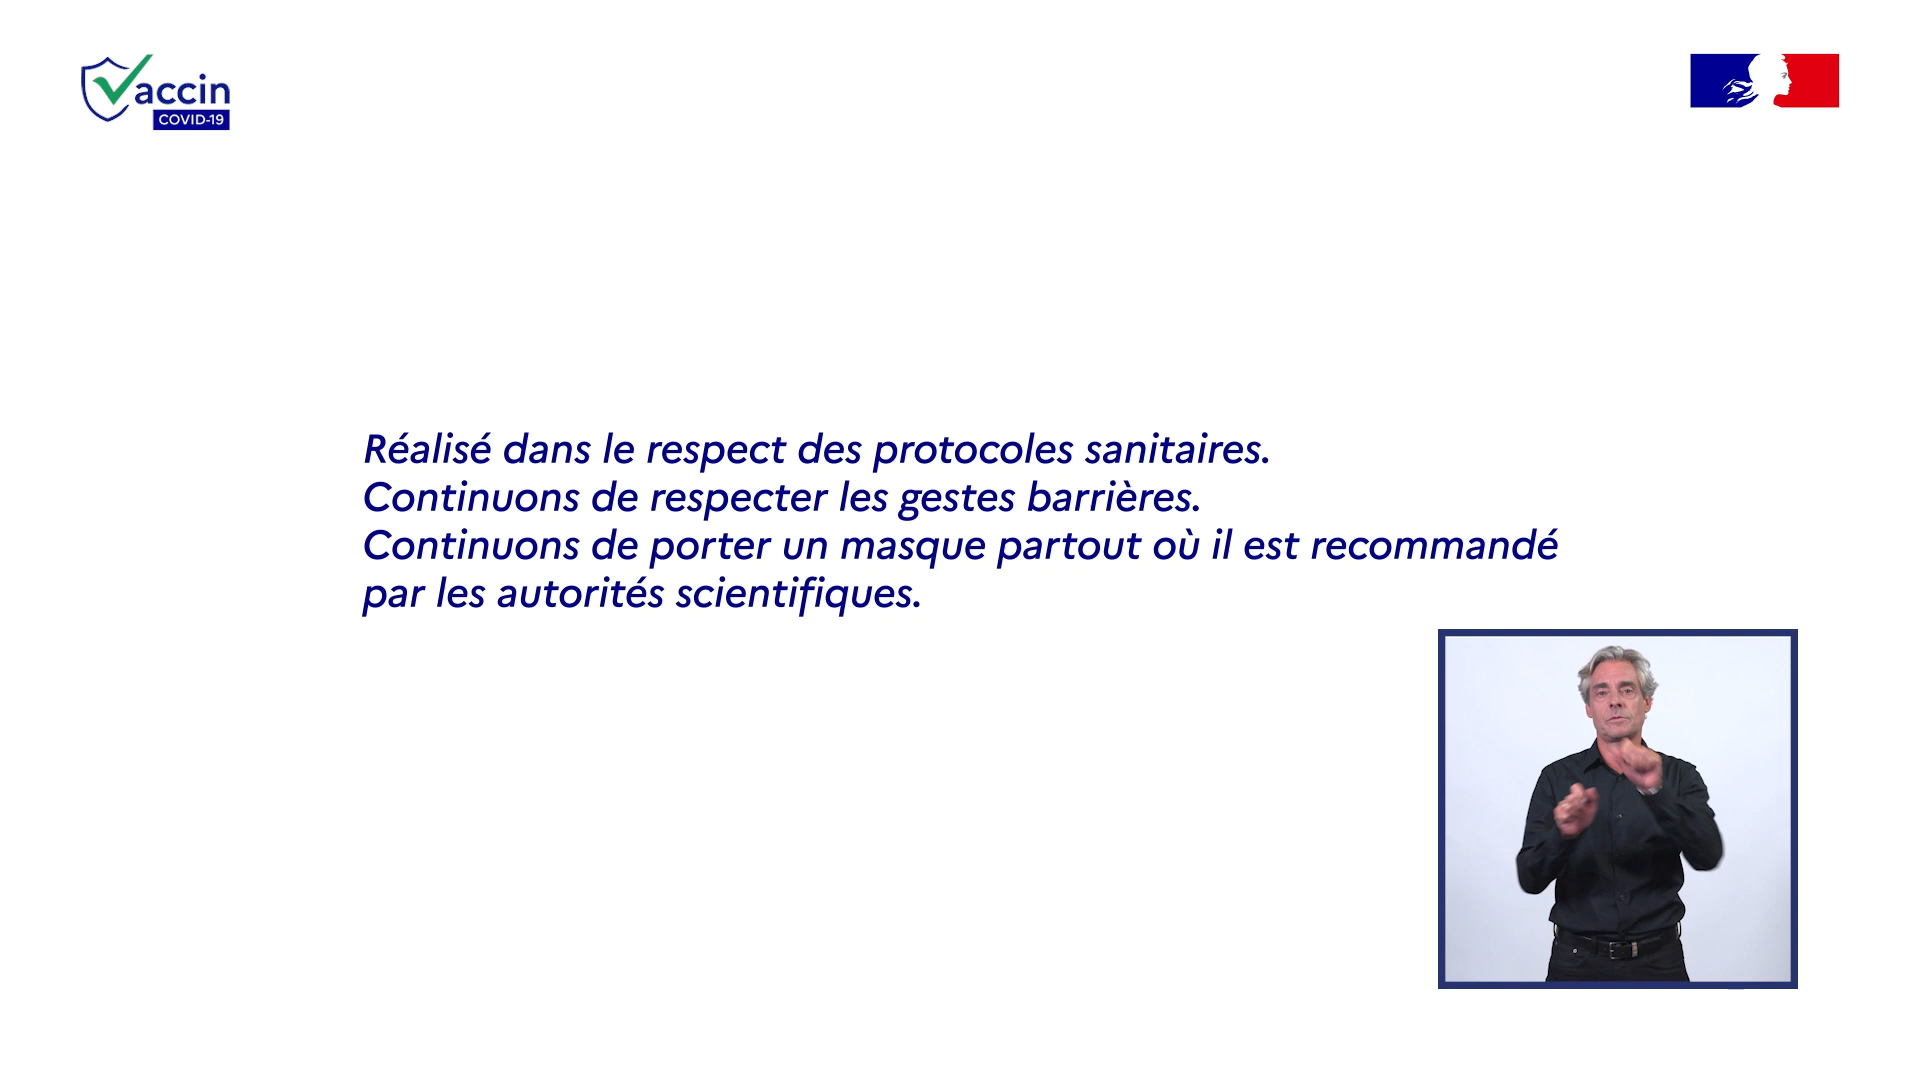 Vaccin
COVID-19
Réalisé dans le respect des protocoles sanitaires.
Continuons de respecter les gestes barrières.
Continuons de porter un masque partout où il est recommandé
par les autorités scientifiques.